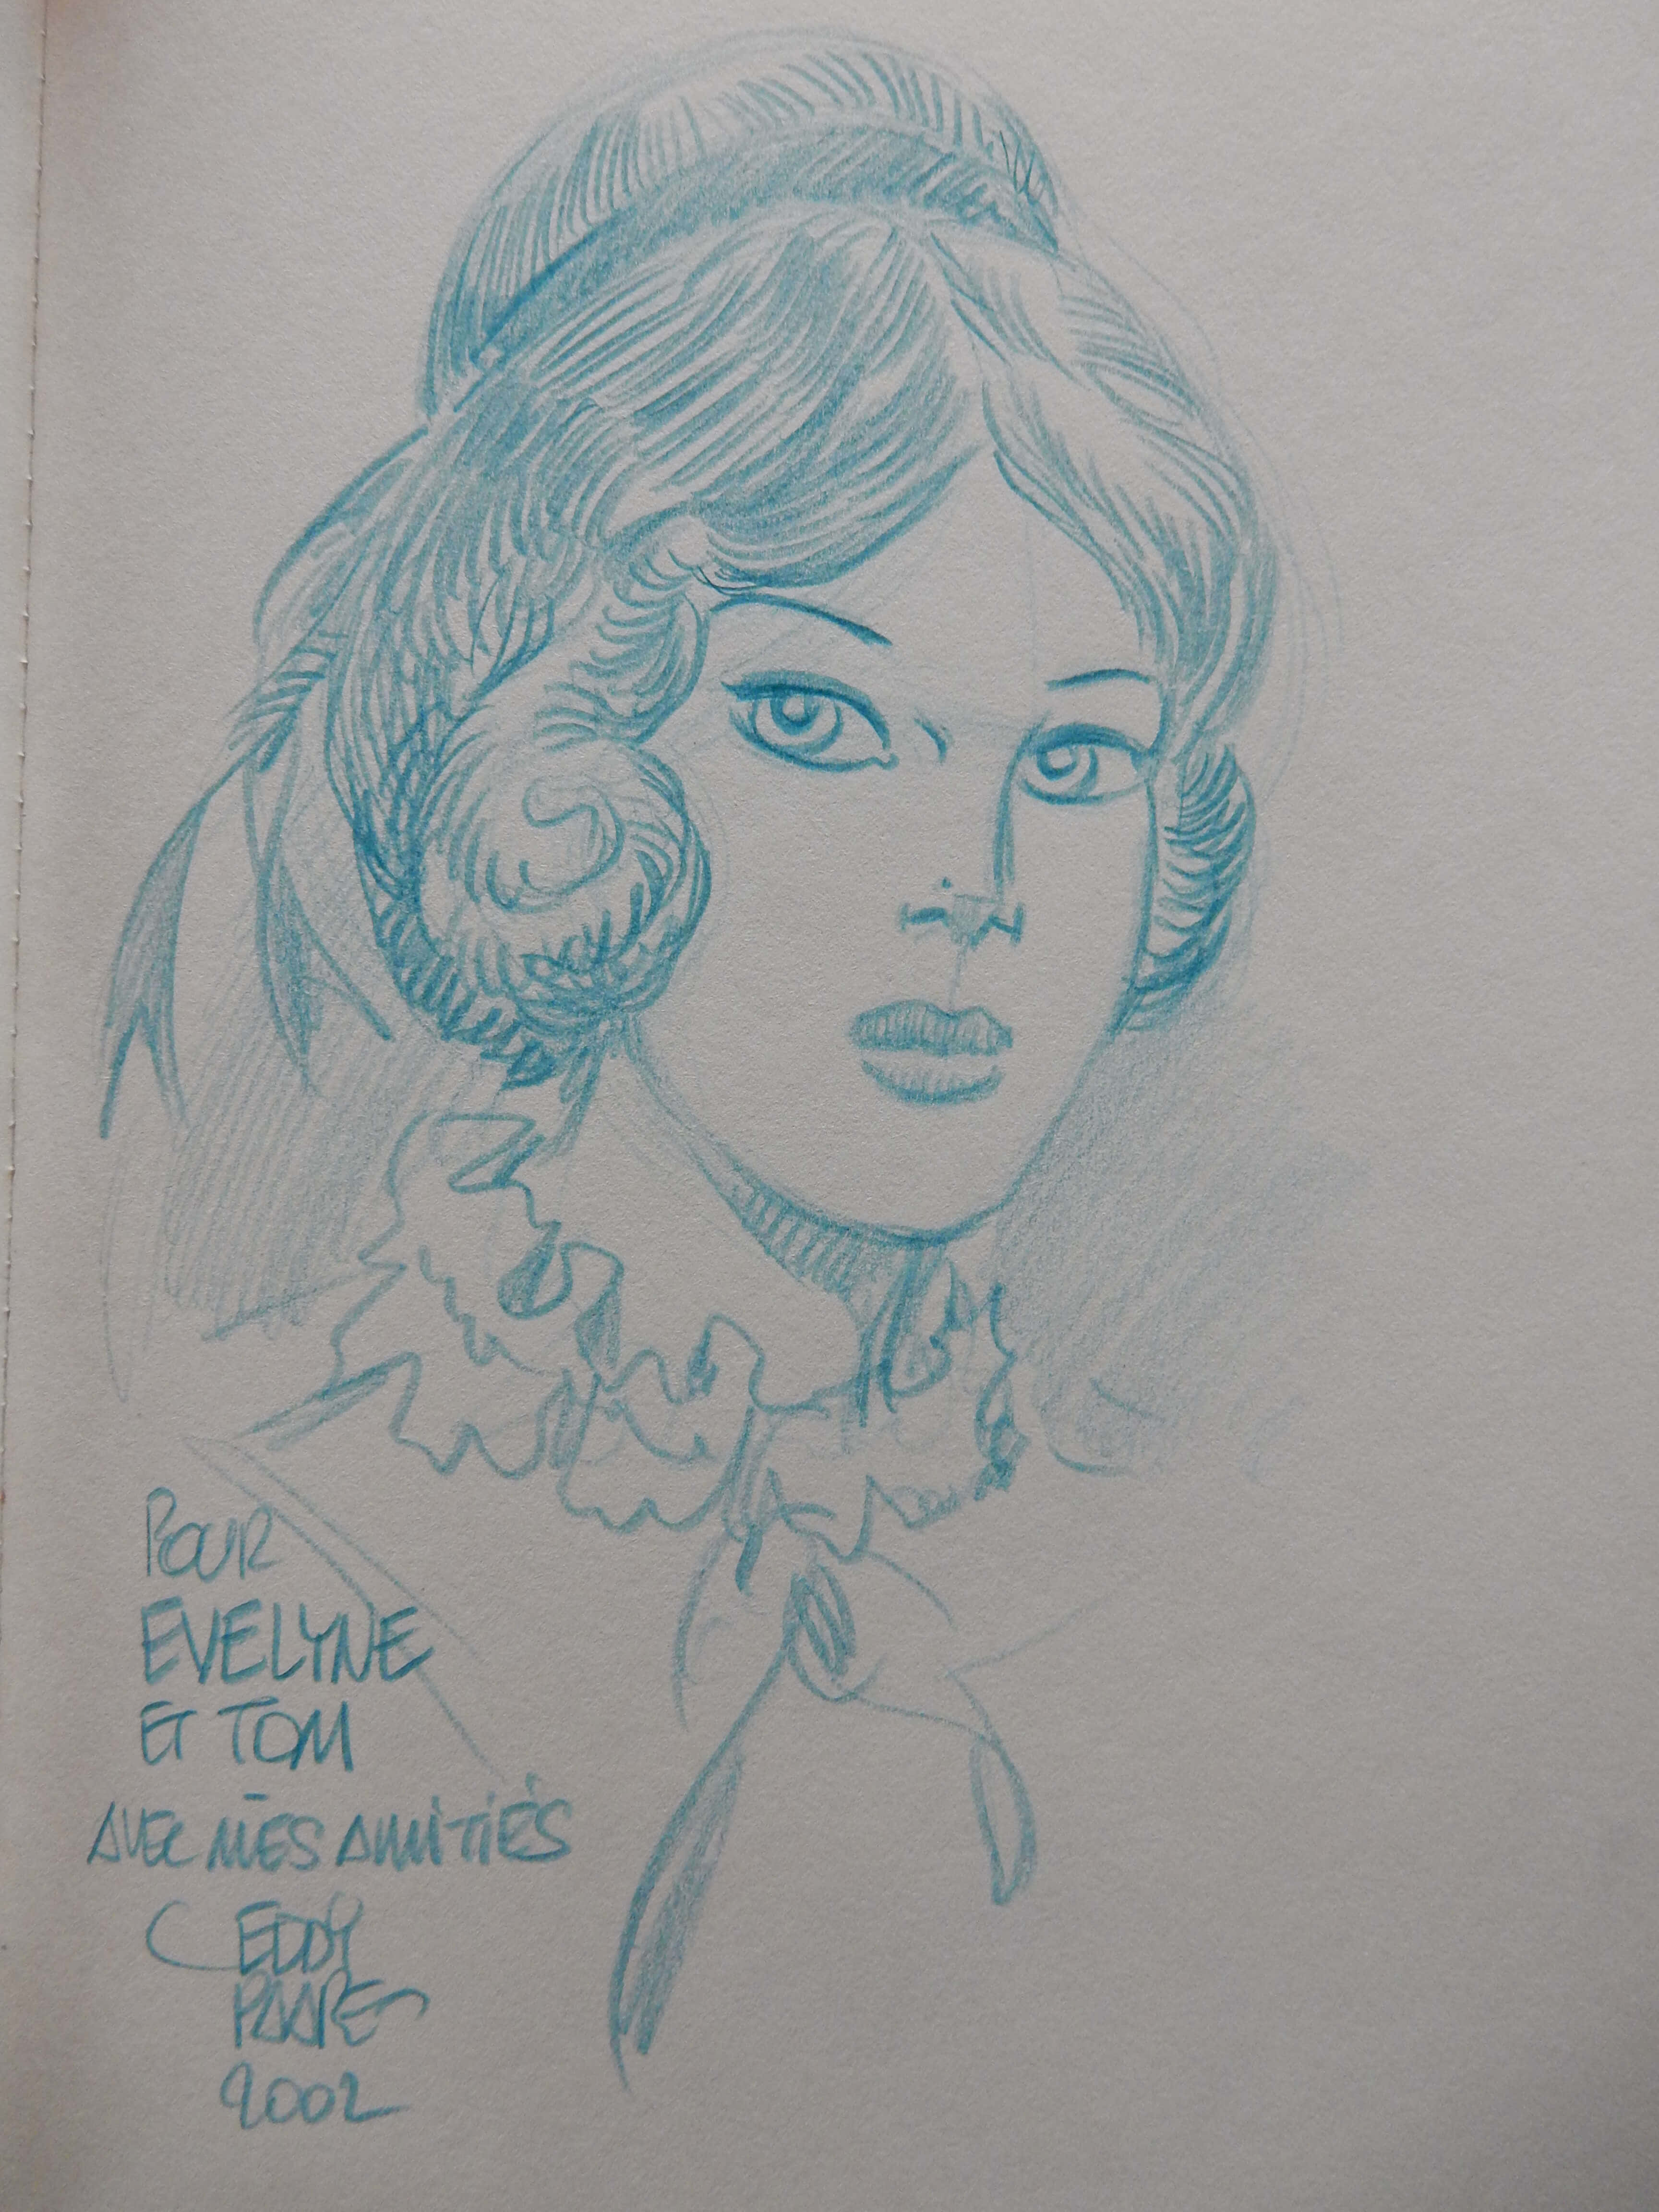 POUR
EVELYNE
ET TOM
AVEC MES AMITIÉS
EDDY
PAAPE
2002